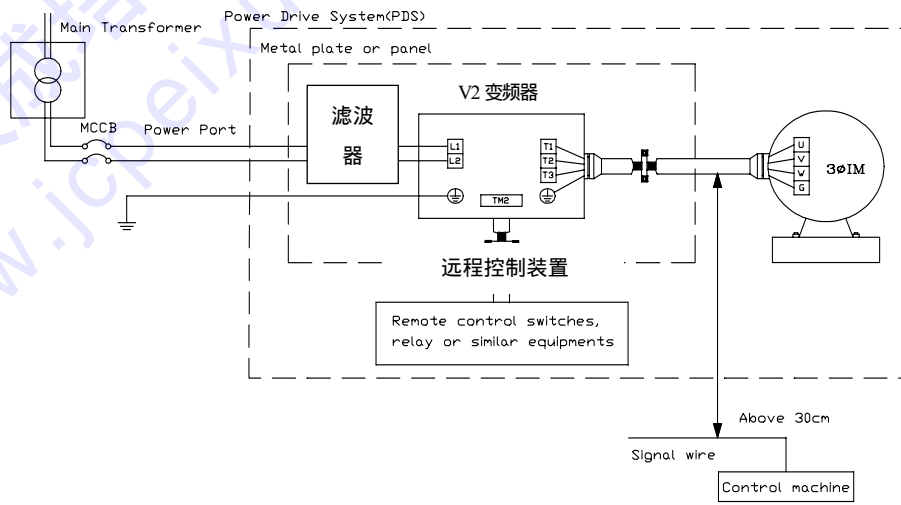 Power Drive System(PDS)
Main Transformer
Metal plate or panel
V2 变频器
滤波
器
MCCB
Power Port
L1
L2
T1
T2
T3
TM2
U
V
W
G
3øIM
远程控制装置
Remote control switches,
relay or similar equipments
Above 30cm
Signal wire
Control machine